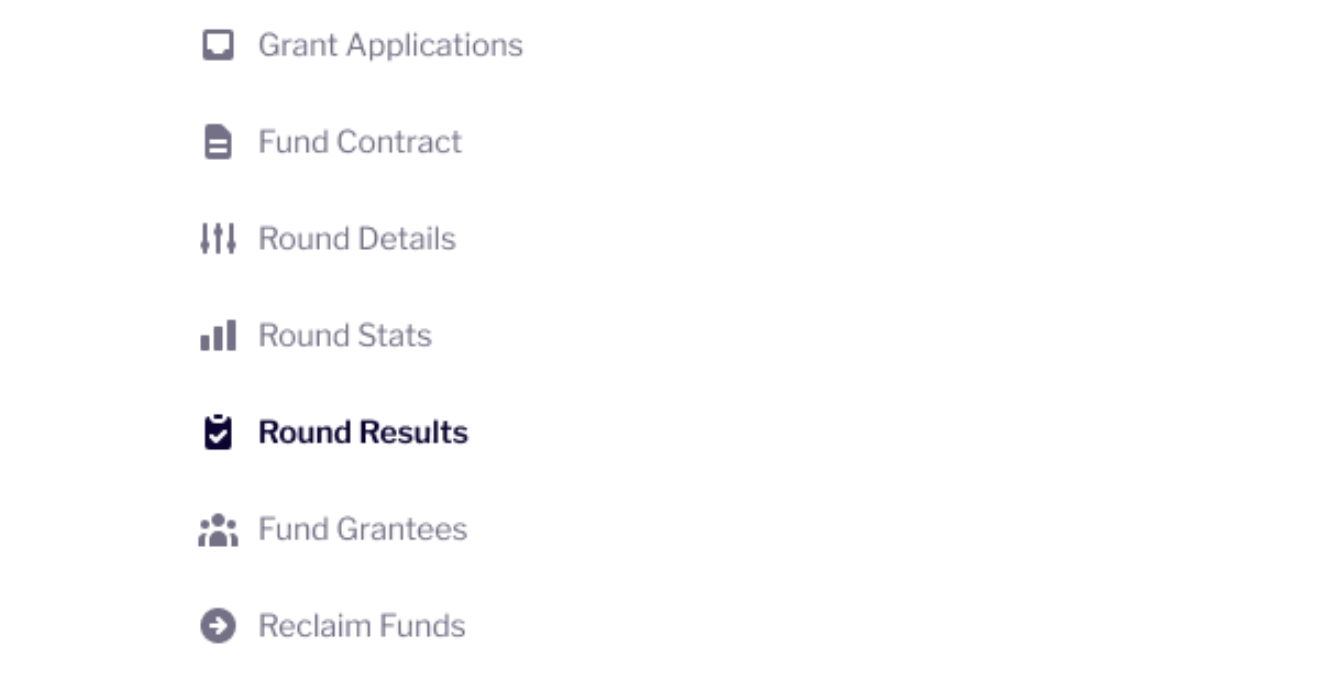 Grant Applications
Fund Contract
Round Details
Round Stats
Round Results
Fund Grantees
Reclaim Funds